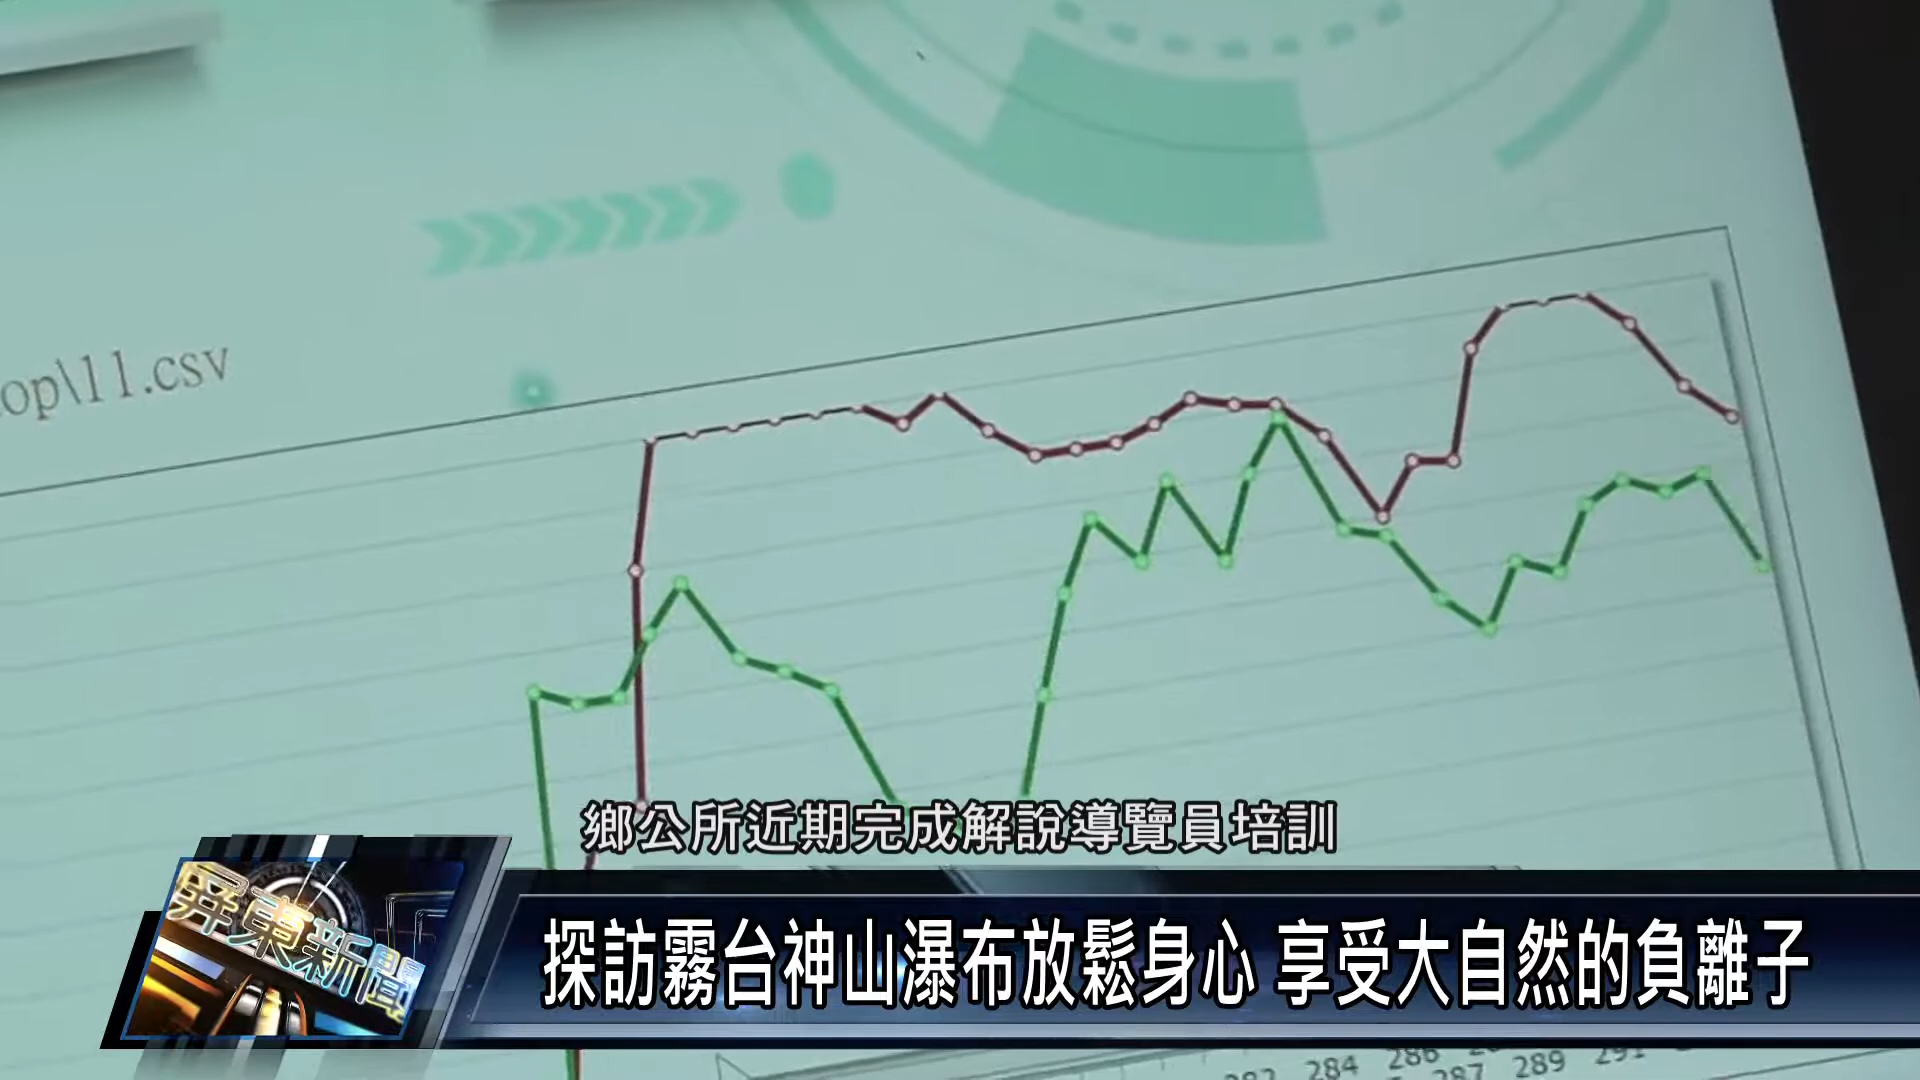 op\11.csv
鄉公所近期完成解說導覽員培訓
屏東新聞
探訪霧台神山瀑布放鬆身心 享受大自然的負離子
284 286
287 289 291